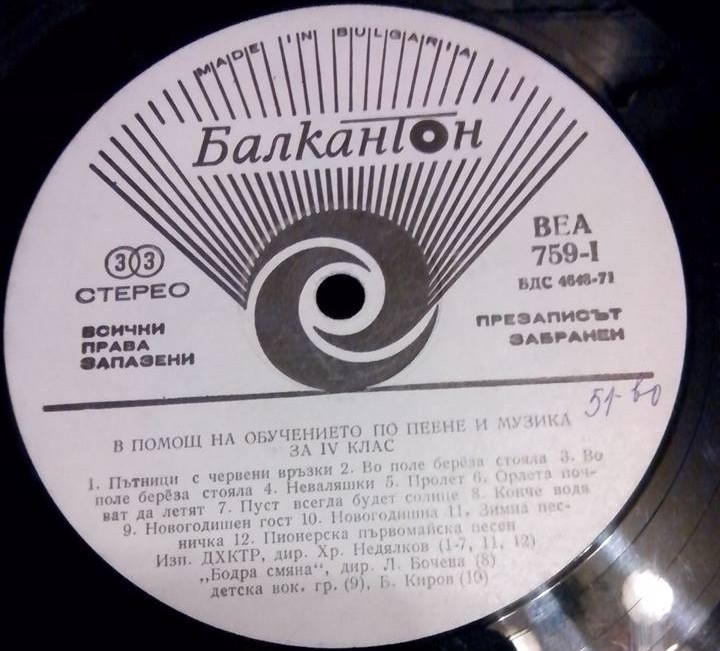 MADE IN BULGARIA
Балкантон
ВЕА
759-I
БДС 4648-71
33
СТЕРЕО
ВСИЧКИ
ПРАВА
ЗАПАЗЕНИ
ПРЕЗАПИСЪТ
ЗАБРАНЕН
51-во
В ПОМОЩ НА ОБУЧЕНИЕТО ПО ПЕЕНЕ И МУЗИКА
ЗА IV КЛАС
1. Пътници с червени връзки 2. Во поле берёза стояла 3. Во
поле берёза стояла 4. Неваляшки 5. Пролет 6. Орлета поч-
ват да летят 7. Пуст всегда будет солнце 8. Конче водя
9. Новогодишен гост 10. Новогодишна 11. Зимна пес-
ничка 12. Пионерска първомайска песен
Изп. ДХКТР, дир. Хр. Недялков (1-7, 11, 12)
„Бодра смяна“, дир. Л. Бочева (8)
детска вок. гр. (9), Б. Киров (10)